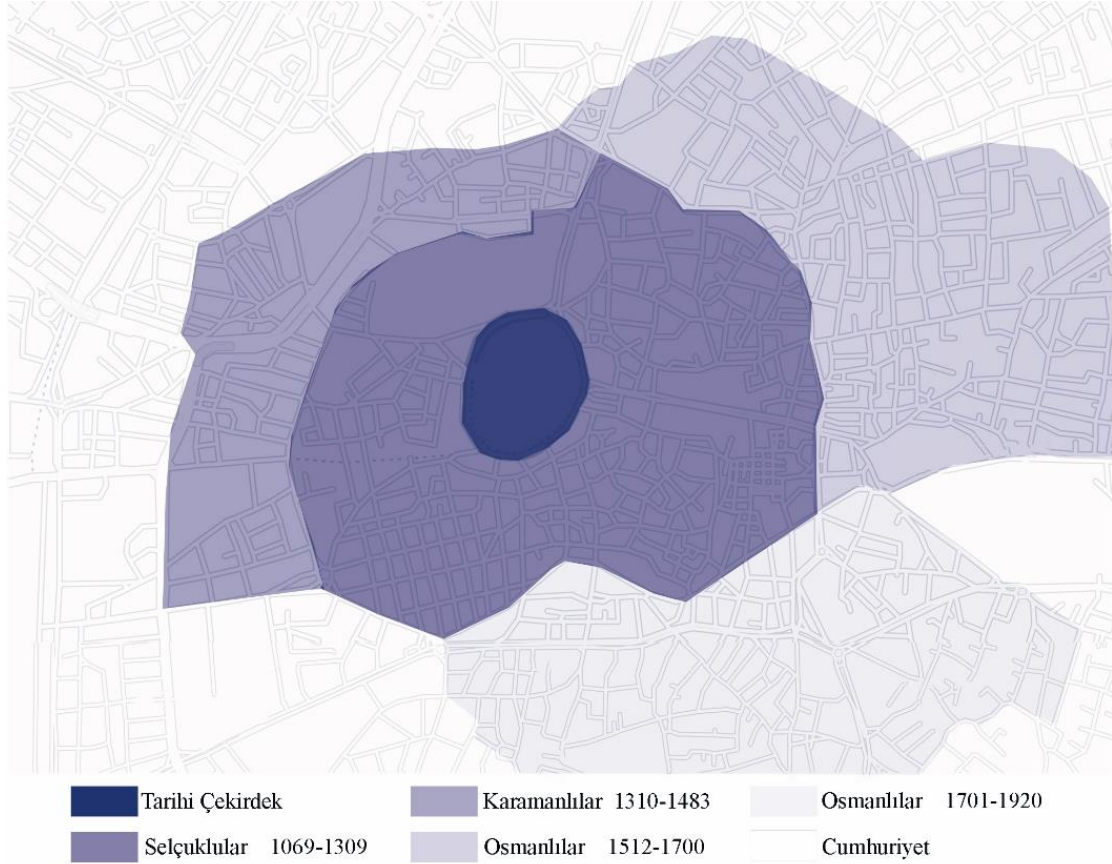 Tarihi Çekirdek
Karamanlılar 1310-1483
Osmanlılar 1701-1920
Selçuklular 1069-1309
Osmanlılar 1512-1700
Cumhuriyet